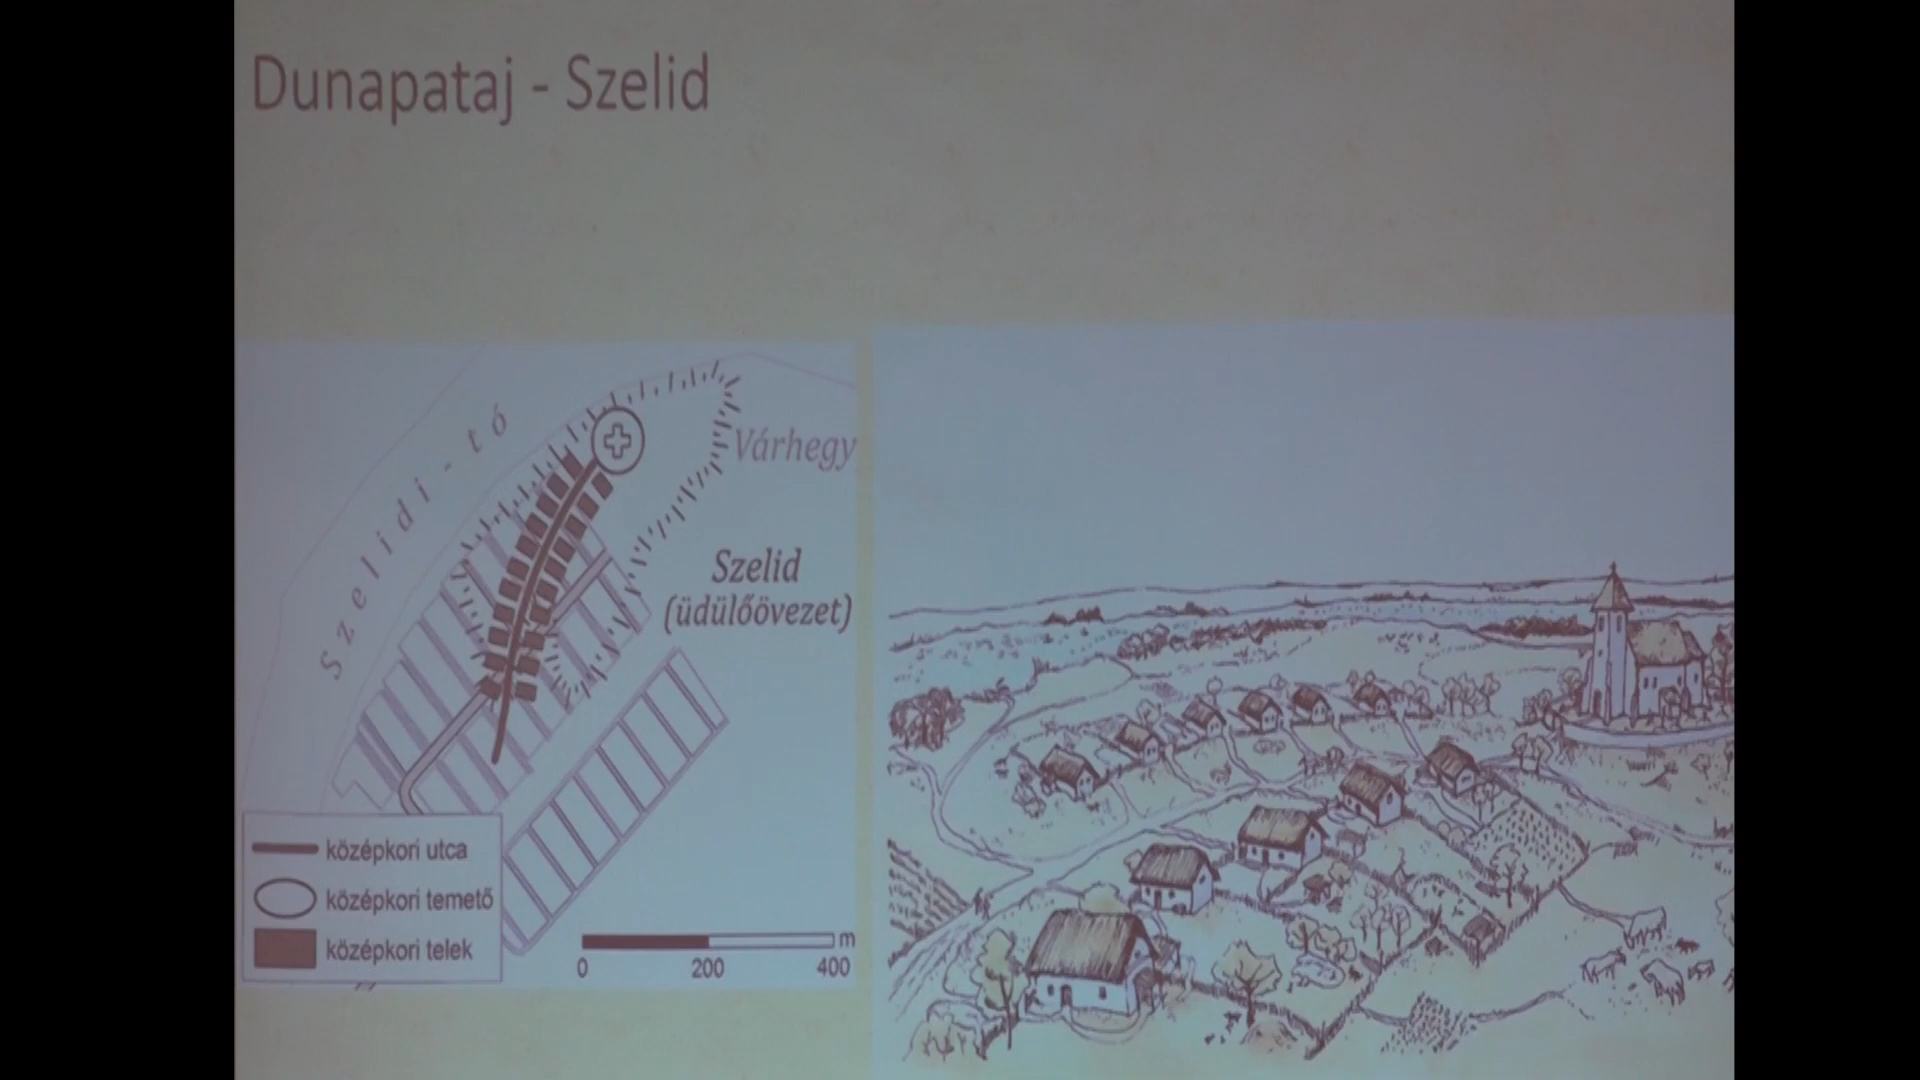 Dunapataj - Szelid
Szelidi-tó
Várhegy
Szelid
(üdülőövezet)
középkori utca
középkori temető
középkori telek
m
0 200 400